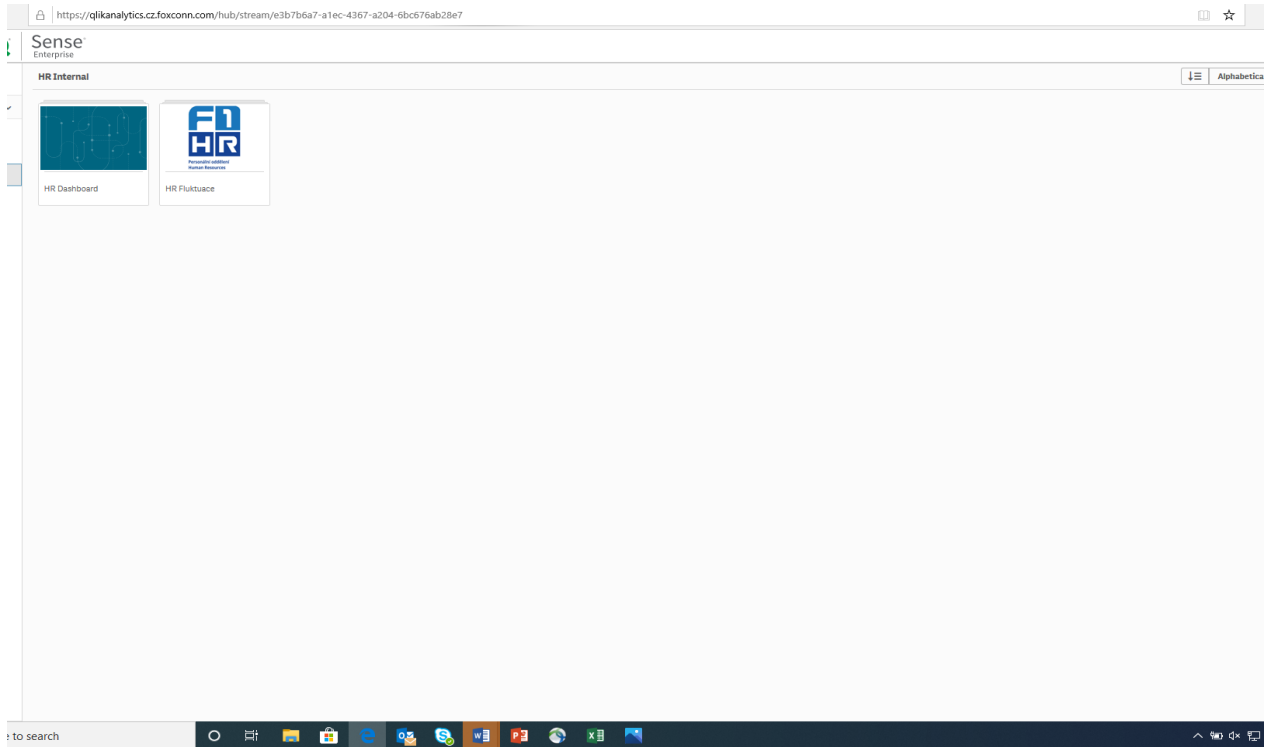 https://qlikanalytics.cz.foxconn.com/hub/stream/e3b7b6a7-a1ec-4367-a204-6bc676ab28e7
Sense
Enterprise
HR Internal
Alphabetica
F1
HR
Personální oddělení
Human Resources
HR Dashboard
HR Fluktuace
e to search